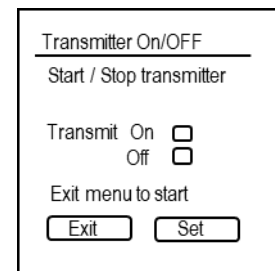 Transmitter On/OFF
Start / Stop transmitter
Transmit On
Off
Exit menu to start
Exit Set